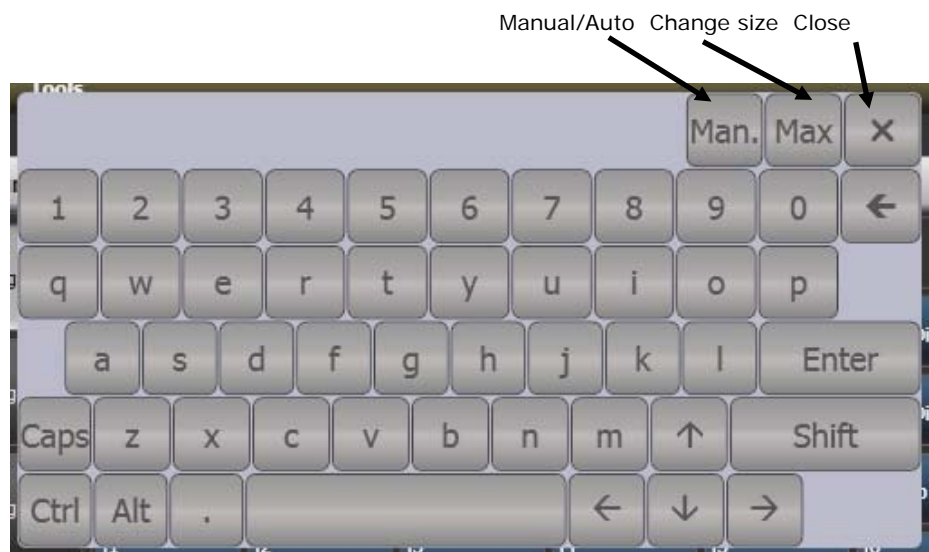 Manual/Auto Change size Close
Tools
Man. Max ×
1 2 3 4 5 6 7 8 9 0 ←
q w e r t y u i o p
a s d f g h j k l Enter
Caps z x c v b n m ↑ Shift
Ctrl Alt . ← ↓ →